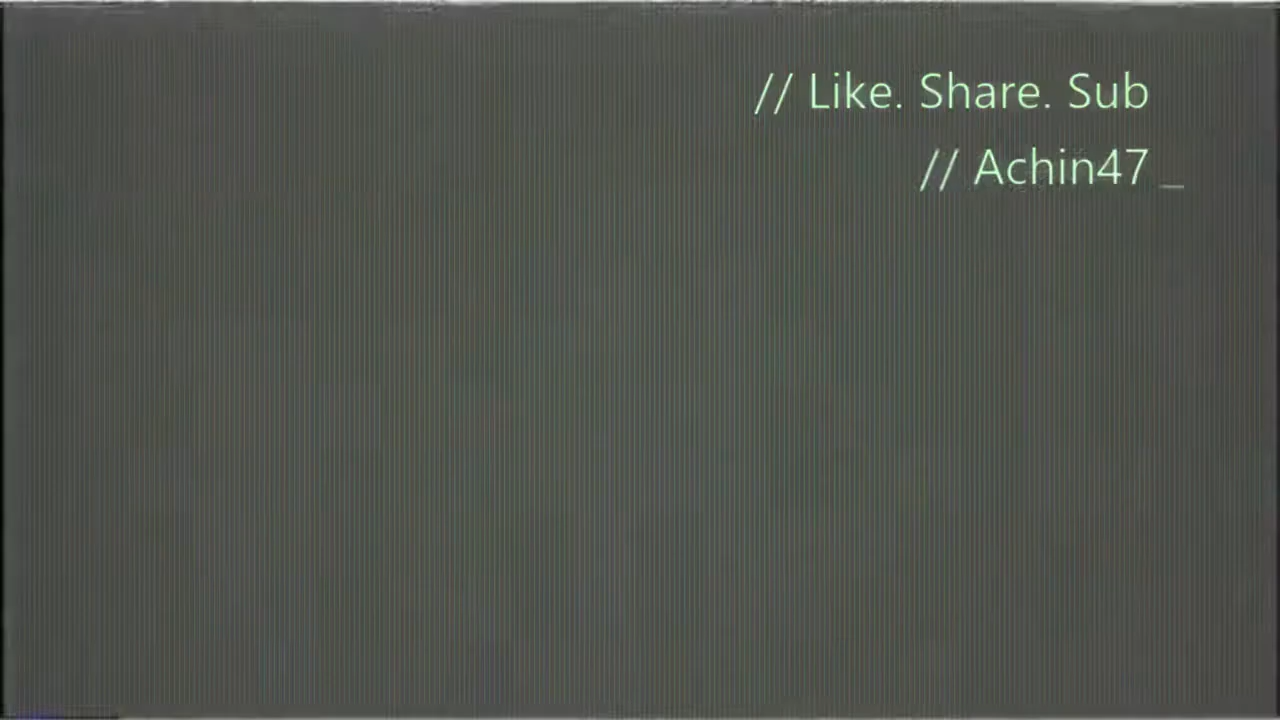 // Like. Share. Sub
// Achin47 _